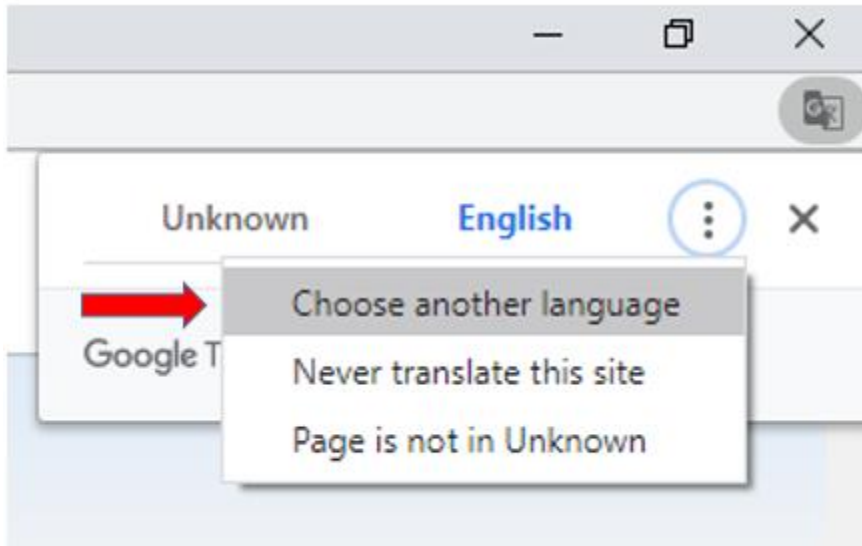 Unknown English
Choose another language
Google T
Never translate this site
Page is not in Unknown